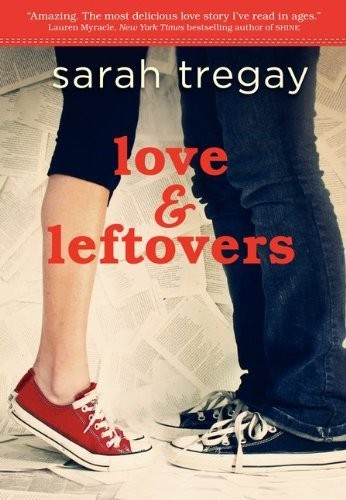 "Amazing. The most delicious love story I've read in ages."
Lauren Myracle, New York Times bestselling author of SHINE
sarah tregay
love
&
leftovers